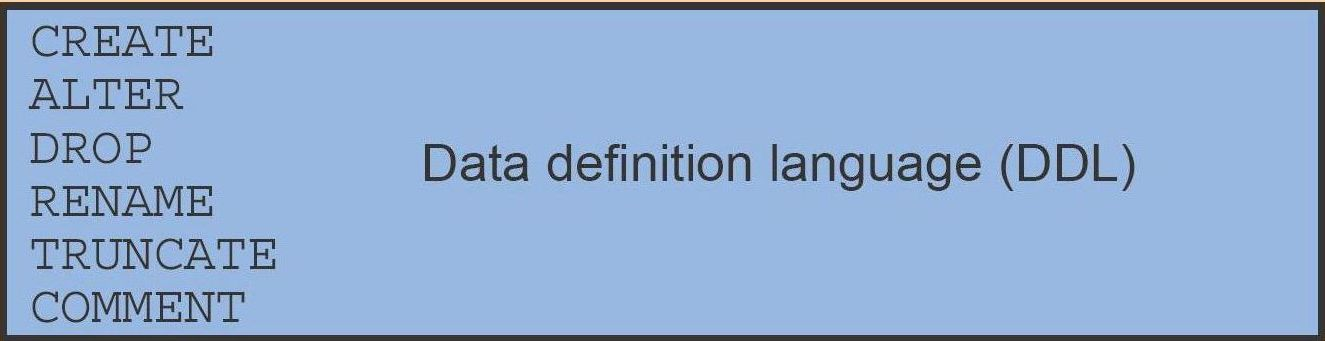 CREATE
ALTER
DROP
Data definition language (DDL)
RENAME
TRUNCATE
COMMENT